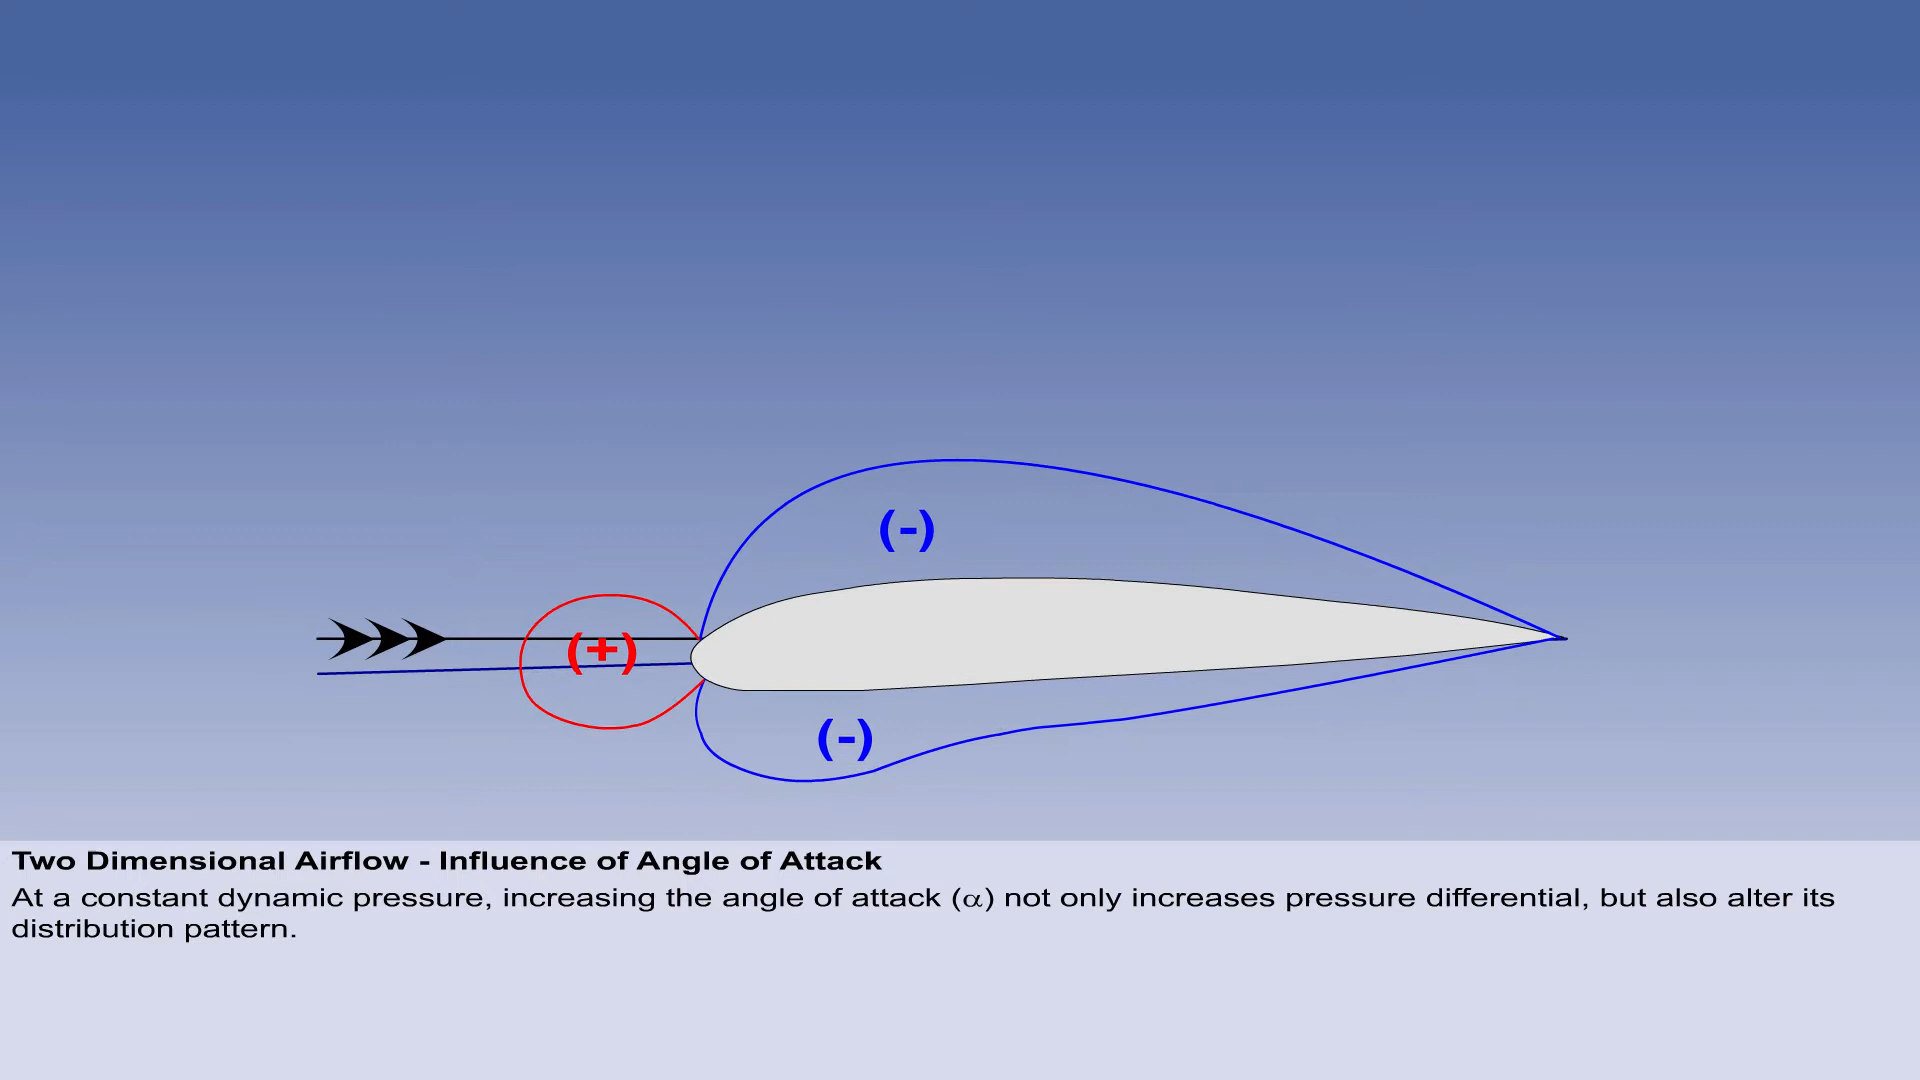 (-)
(+)
(-)
Two Dimensional Airflow - Influence of Angle of Attack
At a constant dynamic pressure, increasing the angle of attack (α) not only increases pressure differential, but also alter its
distribution pattern.